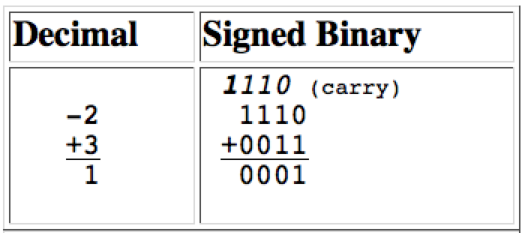 Decimal Signed Binary
1110 (carry)
-2 1110
+3 +0011
1 0001